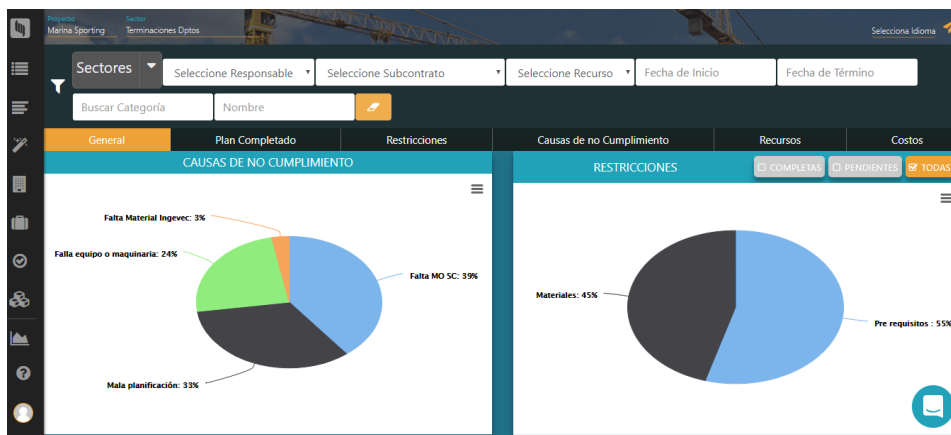 Proyecto Sector
Marina Sporting Terminaciones Dptos
Selecciona Idioma
Sectores Seleccione Responsable Seleccione Subcontrato Seleccione Recurso Fecha de Inicio Fecha de Término
Buscar Categoría Nombre
General Plan Completado Restricciones Causas de no Cumplimiento Recursos Costos
CAUSAS DE NO CUMPLIMIENTO
RESTRICCIONES COMPLETAS PENDIENTES TODAS
Falta Material Ingevec: 3%
Falla equipo o maquinaria: 24%
Falta MO SC: 39%
Mala planificación: 33%
Materiales: 45%
Pre requisitos : 55%